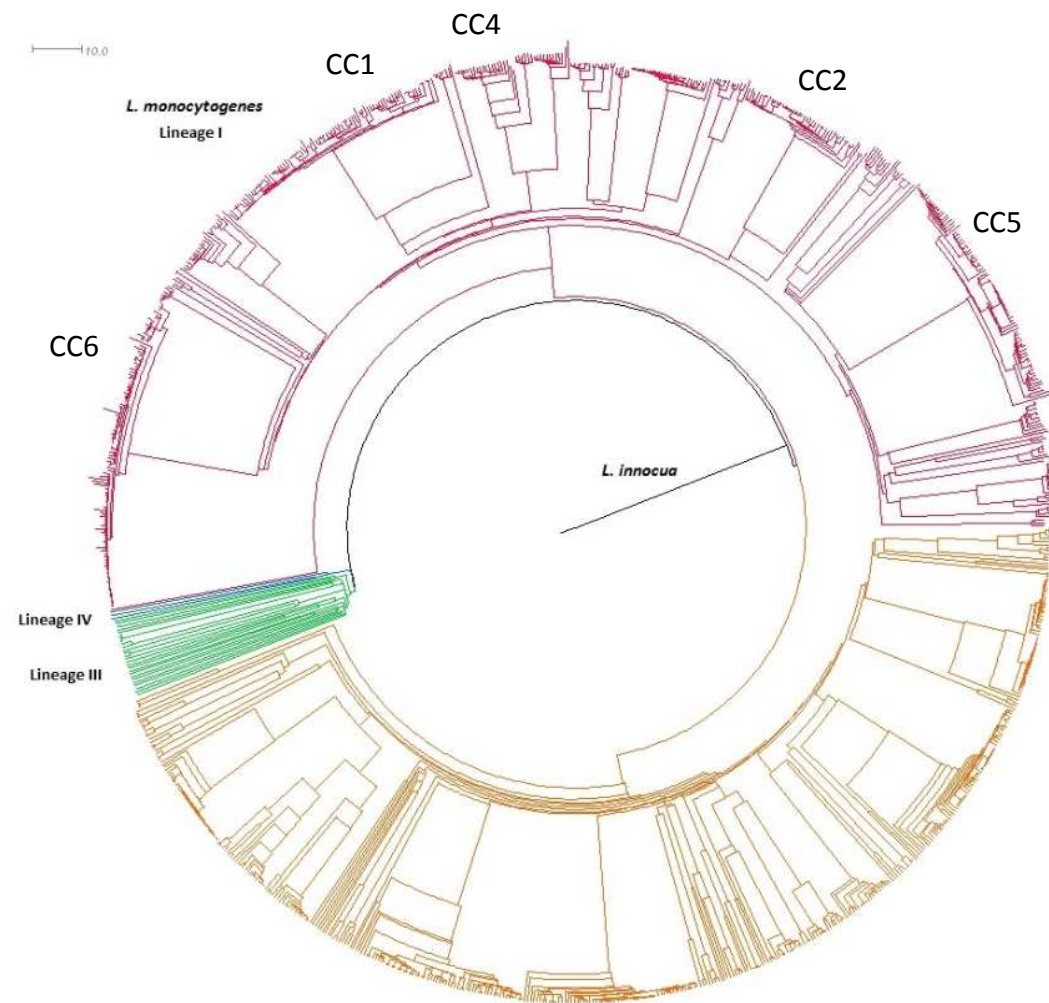 CC4
10.0
CC1
CC2
L. monocytogenes
Lineage I
CC5
CC6
L. innocua
Lineage IV
Lineage III